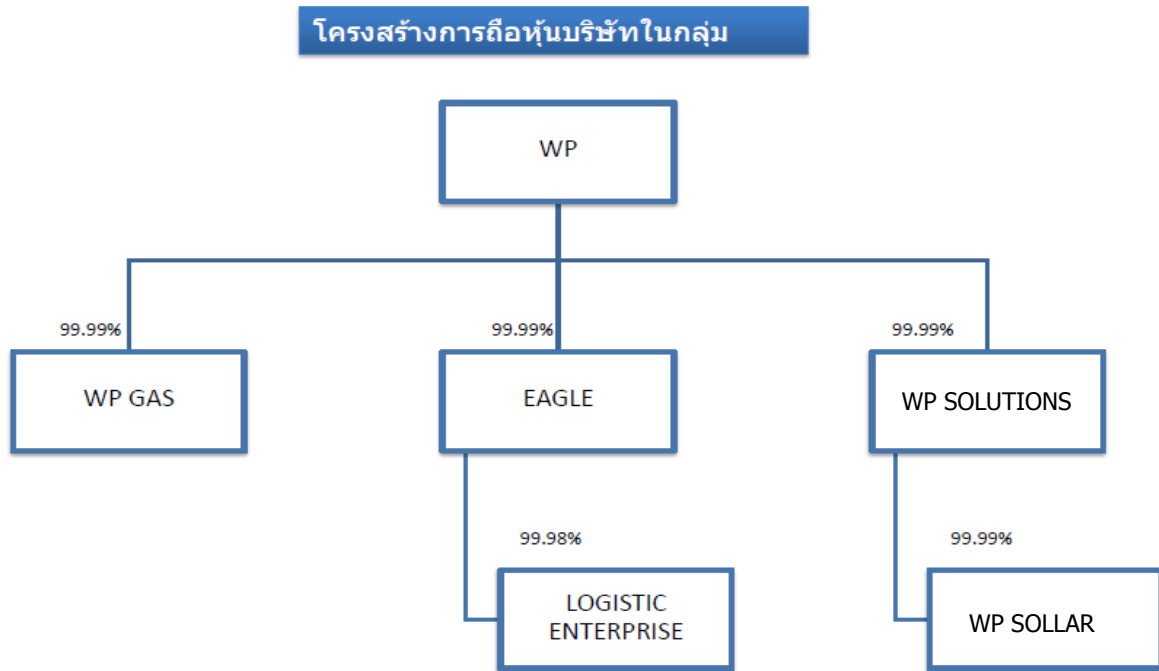 โครงสร้างการถือหุ้นบริษัทในกลุ่ม
WP
99.99%
99.99%
99.99%
WP GAS
EAGLE
WP SOLUTIONS
99.98%
99.99%
LOGISTIC
ENTERPRISE
WP SOLLAR